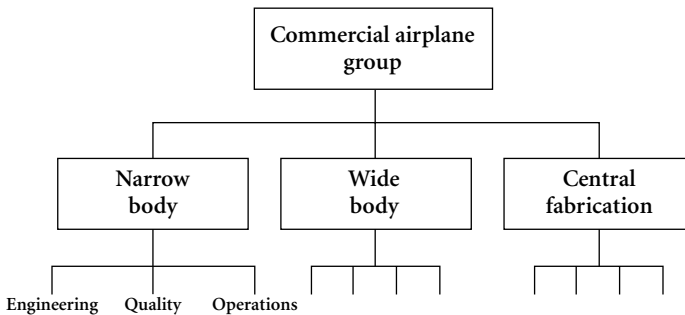 Commercial airplane
group
Narrow
body
Wide
body
Central
fabrication
Engineering Quality Operations